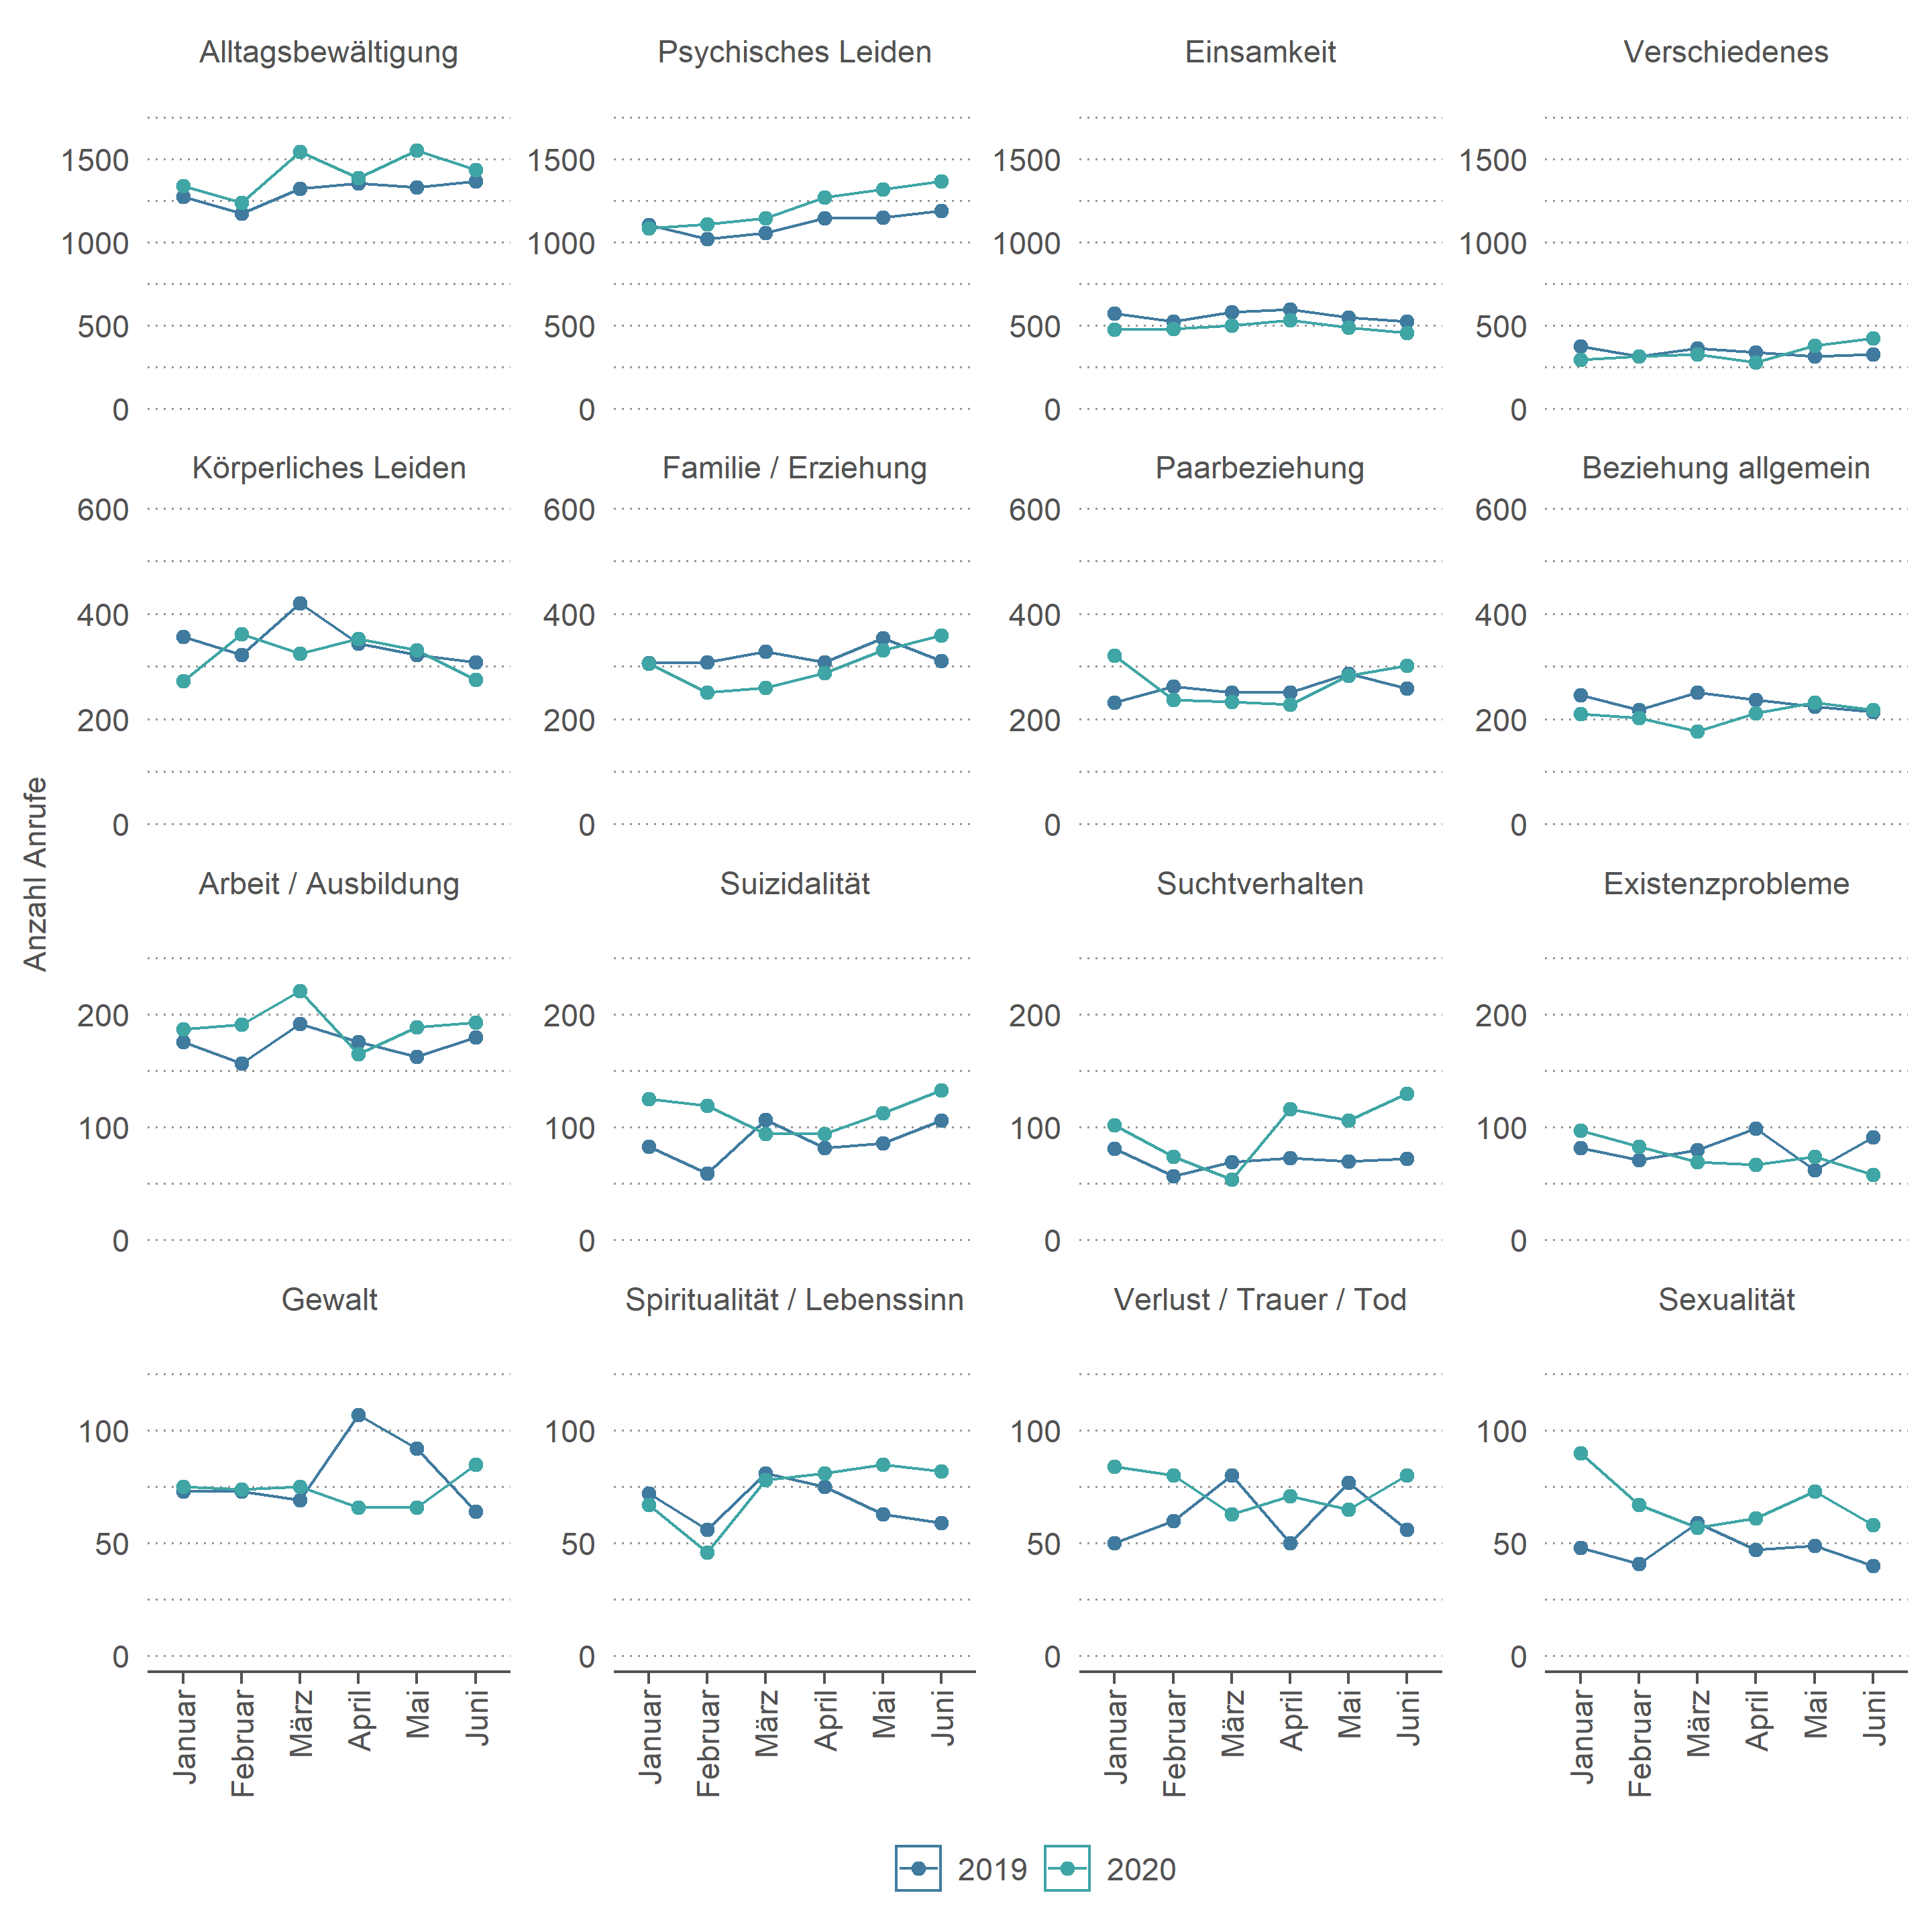 Alltagsbewältigung Psychisches Leiden Einsamkeit Verschiedenes
1500 1500 1500 1500
1000 1000 1000 1000
500 500 500 500
0 0 0 0
Körperliches Leiden Familie / Erziehung Paarbeziehung Beziehung allgemein
600 600 600 600
400 400 400 400
200 200 200 200
0 0 0 0
Anzahl Anrufe
Arbeit / Ausbildung Suizidalität Suchtverhalten Existenzprobleme
200 200 200 200
100 100 100 100
0 0 0 0
Gewalt Spiritualität / Lebenssinn Verlust / Trauer / Tod Sexualität
100 100 100 100
50 50 50 50
0 0 0 0
Januar Februar März April Mai Juni Januar Februar März April Mai Juni Januar Februar März April Mai Juni Januar Februar März April Mai Juni
2019 2020